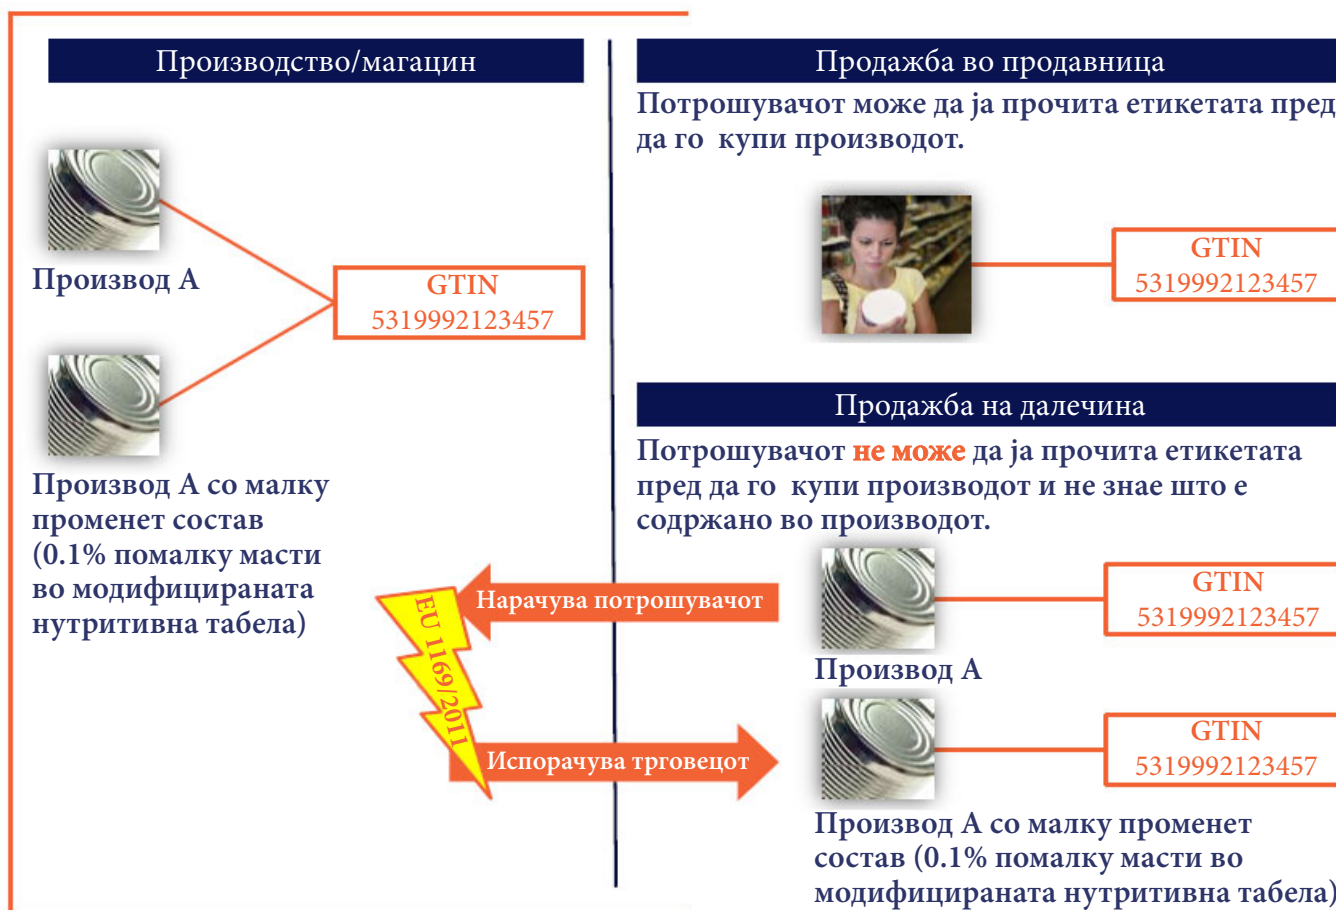 Производство/магацин
Производ А
GTIN
5319992123457
Производ А со малку
променет состав
(0.1% помалку масти
во модифицираната
нутритивна табела)
Продажба во продавница
Потрошувачот може да ја прочита етикетата пред
да го купи производот.
GTIN
5319992123457
Продажба на далечина
Потрошувачот не може да ја прочита етикетата
пред да го купи производот и не знае што е
содржано во производот.
Нарачува потрошувачот
EU 1169/2011
Испорачува трговецот
GTIN
5319992123457
Производ А
GTIN
5319992123457
Производ А со малку променет
состав (0.1% помалку масти во
модифицираната нутритивна табела)